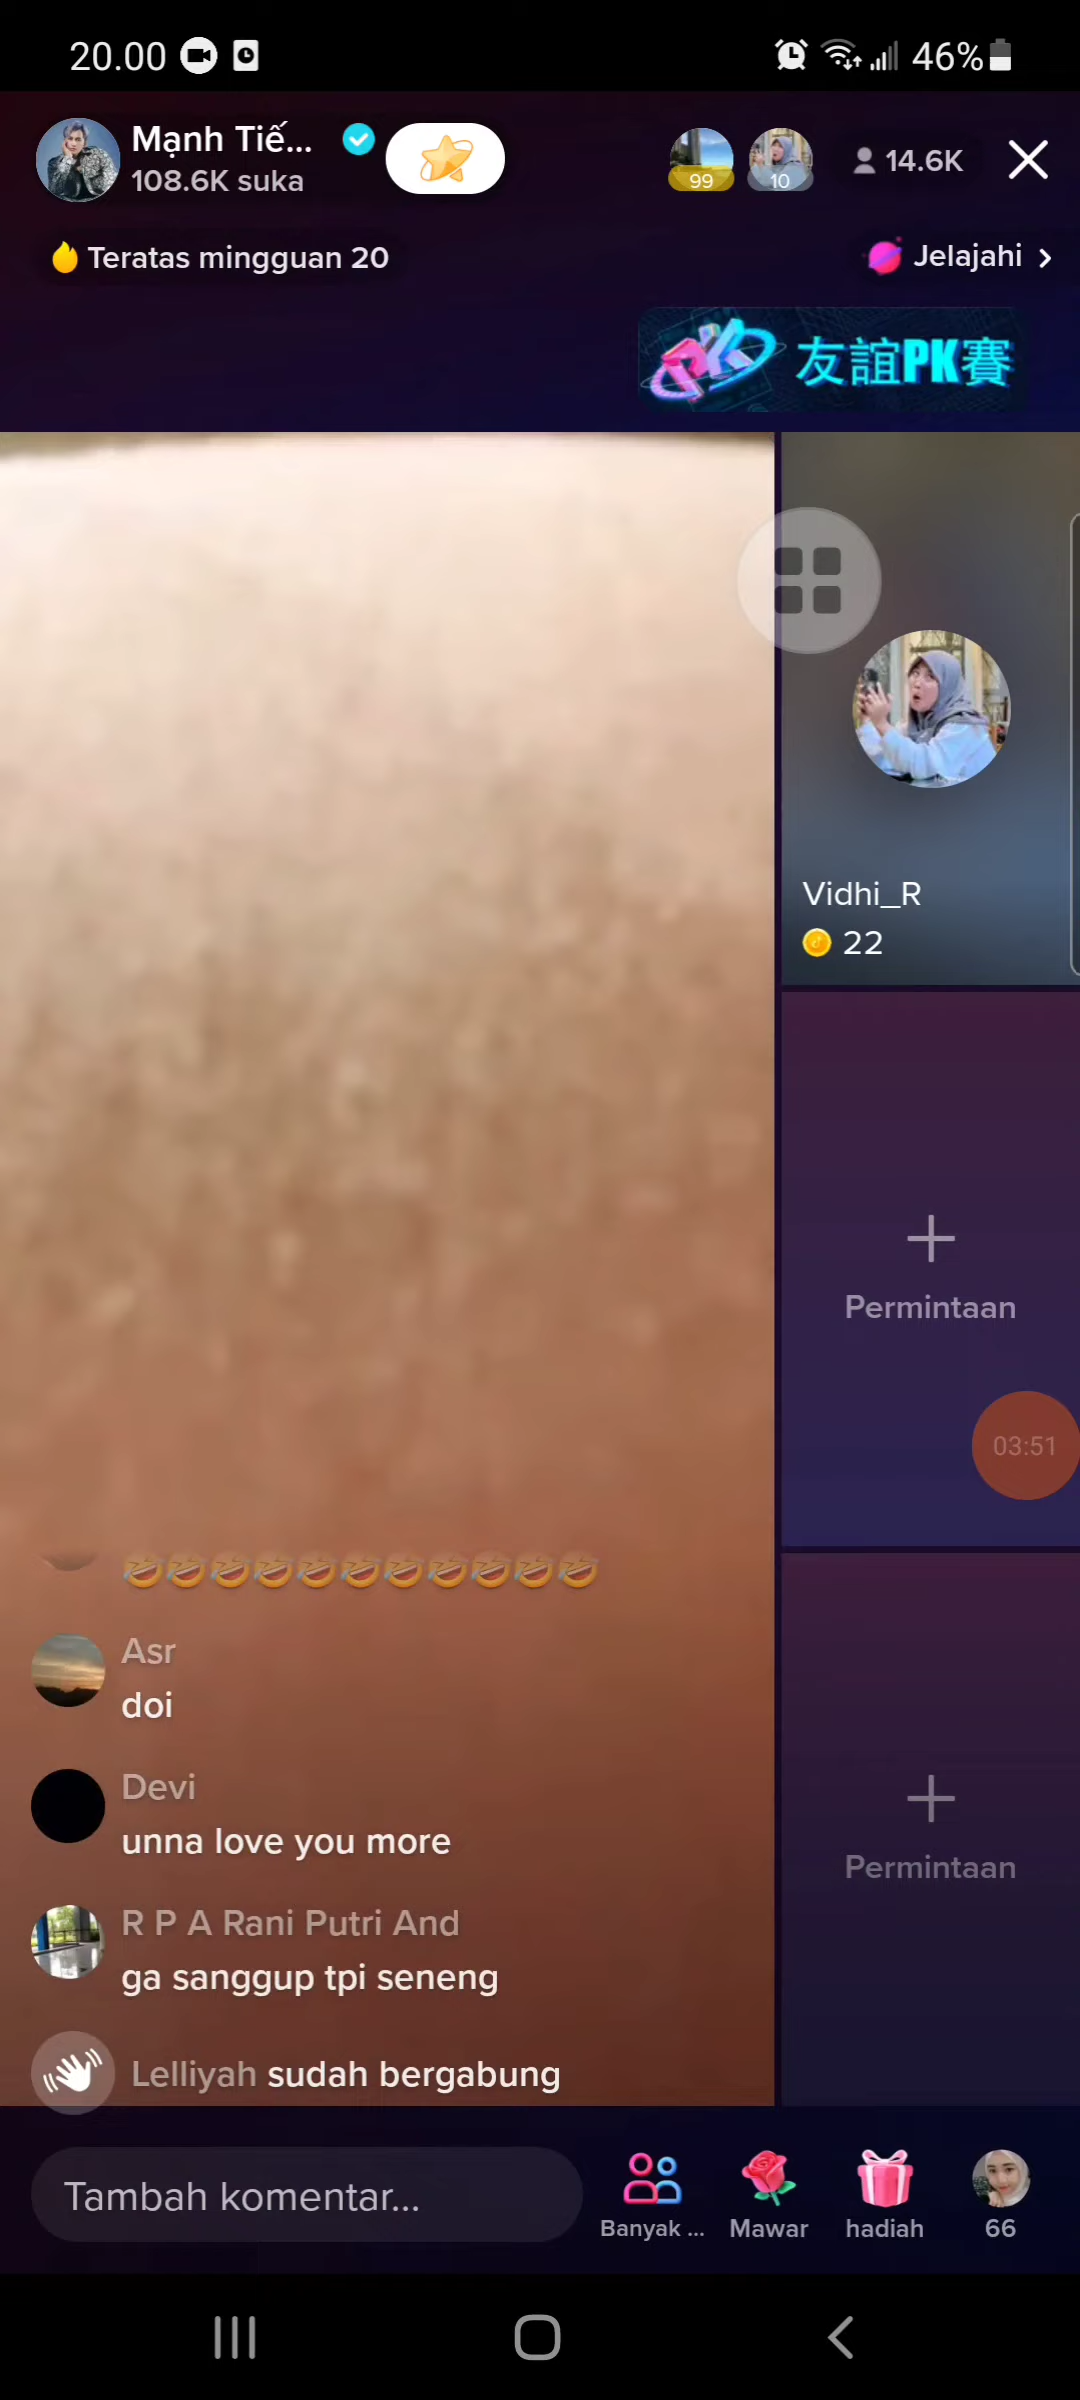 20.00
46%
Mạnh Tiế...
108.6K suka
99
10
14.6K
Teratas mingguan 20
Jelajahi
PK
友誼PK賽
Vidhi_R
22
Permintaan
03:51
Permintaan
🤣🤣🤣🤣🤣🤣🤣🤣🤣🤣🤣
Asr
doi
Devi
unna love you more
R P A Rani Putri And
ga sanggup tpi seneng
Lelliyah sudah bergabung
Tambah komentar...
Banyak ...
Mawar
hadiah
66